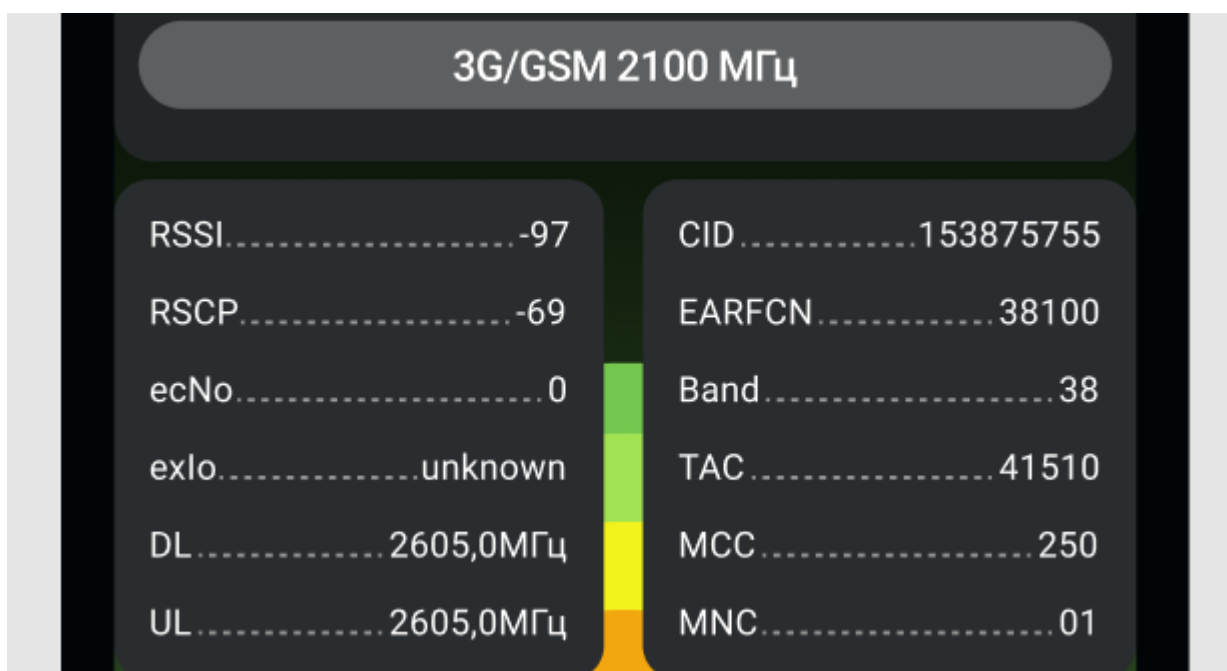 3G/GSM 2100 МГц
RSSI -97
RSCP -69
ecNo 0
exIo unknown
DL 2605,0МГц
UL 2605,0МГц
CID 153875755
EARFCN 38100
Band 38
TAC 41510
MCC 250
MNC 01